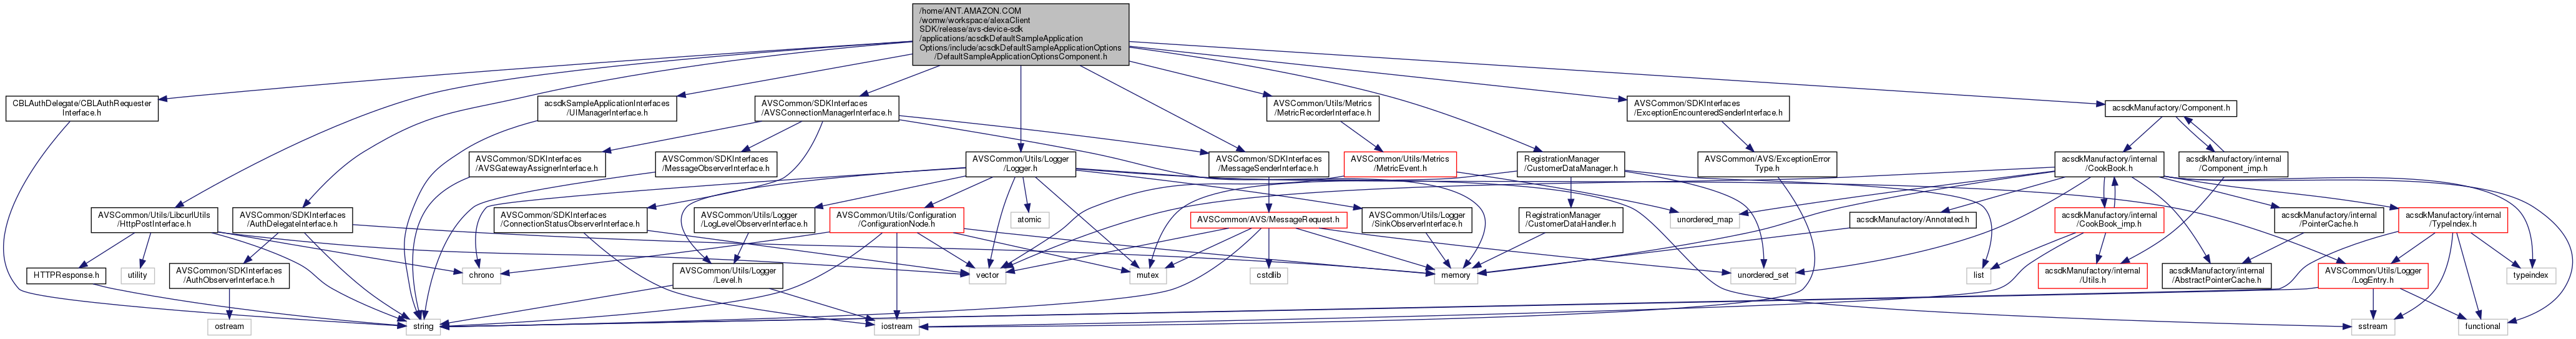 /home/ANT.AMAZON.COM
/womw/workspace/alexaClient
SDK/release/avs-device-sdk
/applications/acsdkDefaultSampleApplication
Options/include/acsdkDefaultSampleApplicationOptions
/DefaultSampleApplicationOptionsComponent.h
CBLAuthDelegate/CBLAuthRequester
Interface.h
acsdkSampleApplicationInterfaces
/UIManagerInterface.h
AVSCommon/SDKInterfaces
/AVSConnectionManagerInterface.h
AVSCommon/Utils/Metrics
/MetricRecorderInterface.h
AVSCommon/SDKInterfaces
/ExceptionEncounteredSenderInterface.h
acsdkManufactory/Component.h
AVSCommon/SDKInterfaces
/AVSGatewayAssignerInterface.h
AVSCommon/SDKInterfaces
/MessageObserverInterface.h
AVSCommon/Utils/Logger
/Logger.h
AVSCommon/SDKInterfaces
/MessageSenderInterface.h
AVSCommon/Utils/Metrics
/MetricEvent.h
RegistrationManager
/CustomerDataManager.h
AVSCommon/AVS/ExceptionError
Type.h
acsdkManufactory/internal
/CookBook.h
acsdkManufactory/internal
/Component_imp.h
AVSCommon/Utils/LibcurlUtils
/HttpPostInterface.h
AVSCommon/SDKInterfaces
/AuthDelegateInterface.h
AVSCommon/SDKInterfaces
/ConnectionStatusObserverInterface.h
AVSCommon/Utils/Logger
/LogLevelObserverInterface.h
AVSCommon/Utils/Configuration
/ConfigurationNode.h
atomic
AVSCommon/AVS/MessageRequest.h
AVSCommon/Utils/Logger
/SinkObserverInterface.h
RegistrationManager
/CustomerDataHandler.h
unordered_map
acsdkManufactory/Annotated.h
acsdkManufactory/internal
/CookBook_imp.h
acsdkManufactory/internal
/PointerCache.h
acsdkManufactory/internal
/TypeIndex.h
HTTPResponse.h
utility
AVSCommon/SDKInterfaces
/AuthObserverInterface.h
chrono
AVSCommon/Utils/Logger
/Level.h
vector
mutex
cstdlib
memory
unordered_set
list
acsdkManufactory/internal
/Utils.h
acsdkManufactory/internal
/AbstractPointerCache.h
AVSCommon/Utils/Logger
/LogEntry.h
typeindex
ostream
string
iostream
sstream
functional